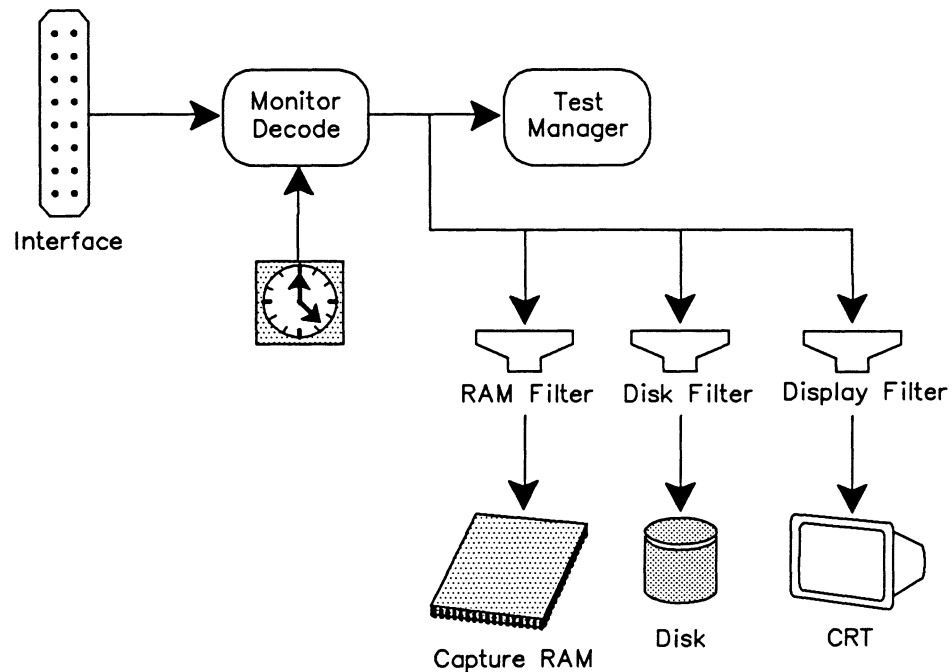 Monitor
Decode
Test
Manager
Interface
RAM Filter
Disk Filter
Display Filter
Capture RAM
Disk
CRT